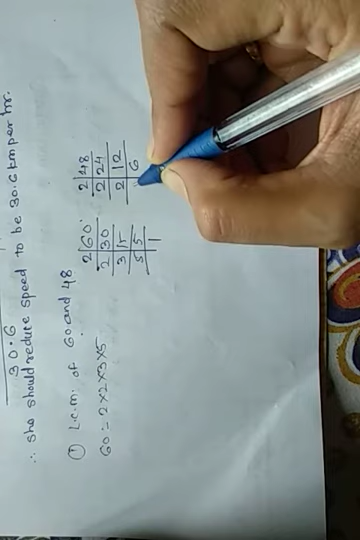 30.6
∴ she should reduce speed to be 30.6 km per hr.
① L.C.M. of 60 and 48
60 = 2×2×3×5
2 | 60
2 | 30
3 | 15
5 | 5
1
2 | 48
2 | 24
2 | 12
6